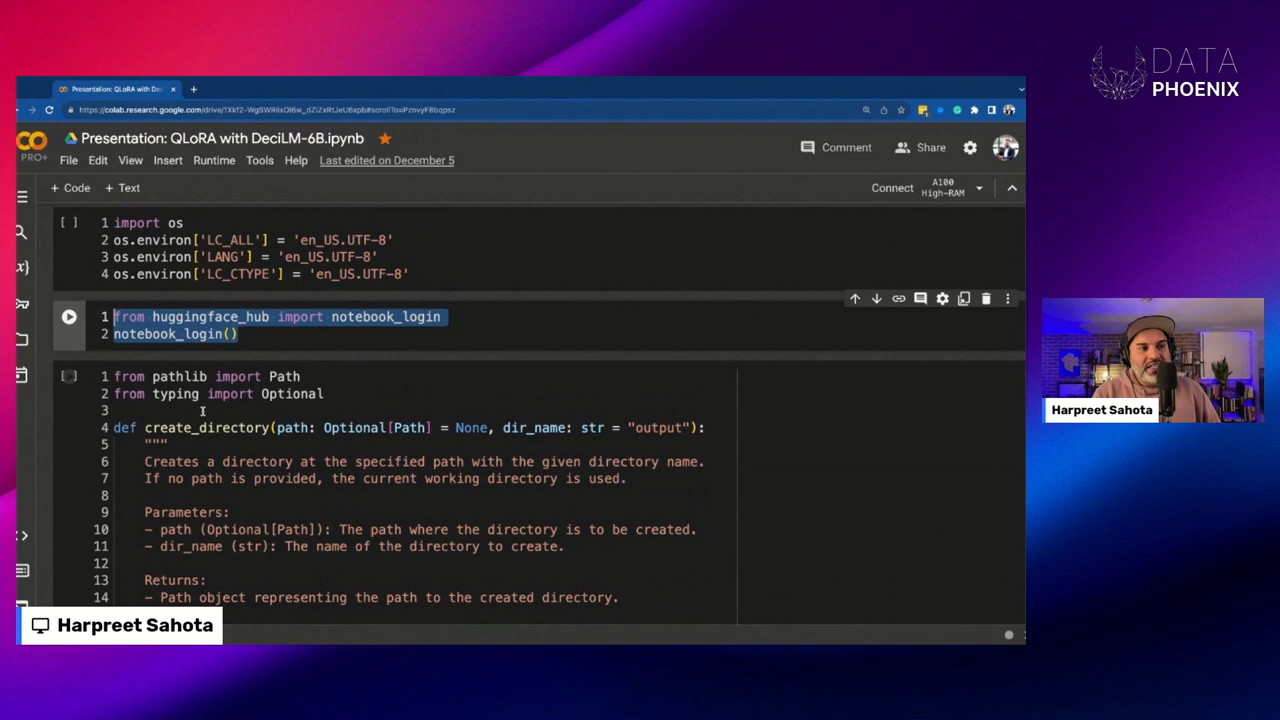 DATA
PHOENIX
Presentation: QLoRA with Dec
Presentation: QLoRA with DeciLM-6B.ipynb
PRO+
File Edit View Insert Runtime Tools Help Last edited on December 5
Comment
Share
+ Code + Text
Connect
A100
High-RAM
[ ]
1 import os
2 os.environ['LC_ALL'] = 'en_US.UTF-8'
3 os.environ['LANG'] = 'en_US.UTF-8'
4 os.environ['LC_CTYPE'] = 'en_US.UTF-8'
1 from huggingface_hub import notebook_login
2 notebook_login()
1 from pathlib import Path
2 from typing import Optional
3
4 def create_directory(path: Optional[Path] = None, dir_name: str = "output"):
5 """
6 Creates a directory at the specified path with the given directory name.
7 If no path is provided, the current working directory is used.
8
9 Parameters:
10 - path (Optional[Path]): The path where the directory is to be created.
11 - dir_name (str): The name of the directory to create.
12
13 Returns:
14 - Path object representing the path to the created directory.
Harpreet Sahota
Harpreet Sahota